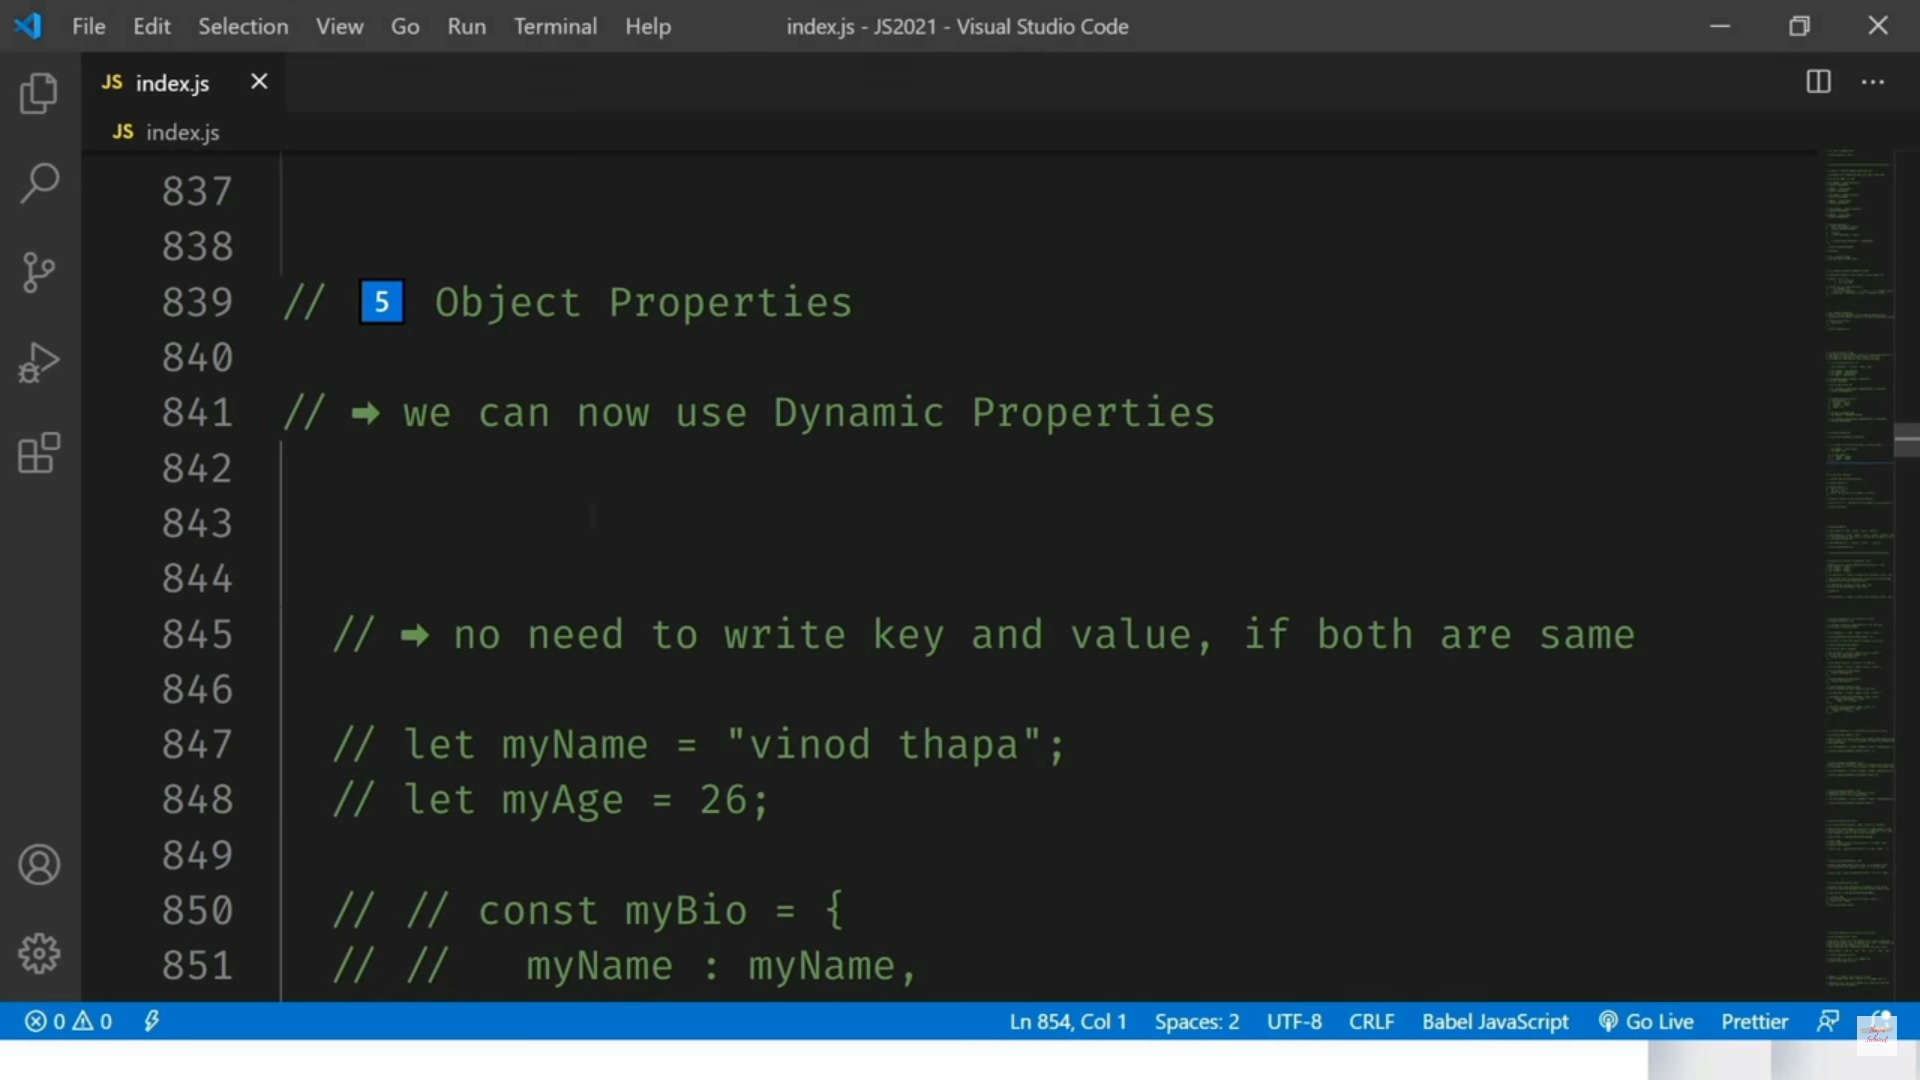 File Edit Selection View Go Run Terminal Help index.js - JS2021 - Visual Studio Code
JS index.js
JS index.js
837
838
839 // 5 Object Properties
840
841 // ➡ we can now use Dynamic Properties
842
843
844
845 // ➡ no need to write key and value, if both are same
846
847 // let myName = "vinod thapa";
848 // let myAge = 26;
849
850 // // const myBio = {
851 // // myName : myName,
0 0 Ln 854, Col 1 Spaces: 2 UTF-8 CRLF Babel JavaScript Go Live Prettier